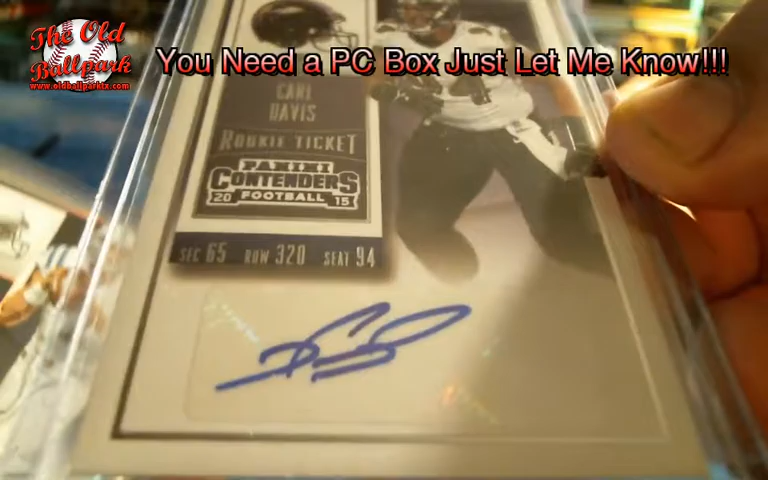 The Old
Ballpark
www.oldballparktx.com
You Need a PC Box Just Let Me Know!!!
CARL
DAVIS
ROOKIE TICKET
PANINI
CONTENDERS
20 FOOTBALL 15
SEC 65 ROW 320 SEAT 94